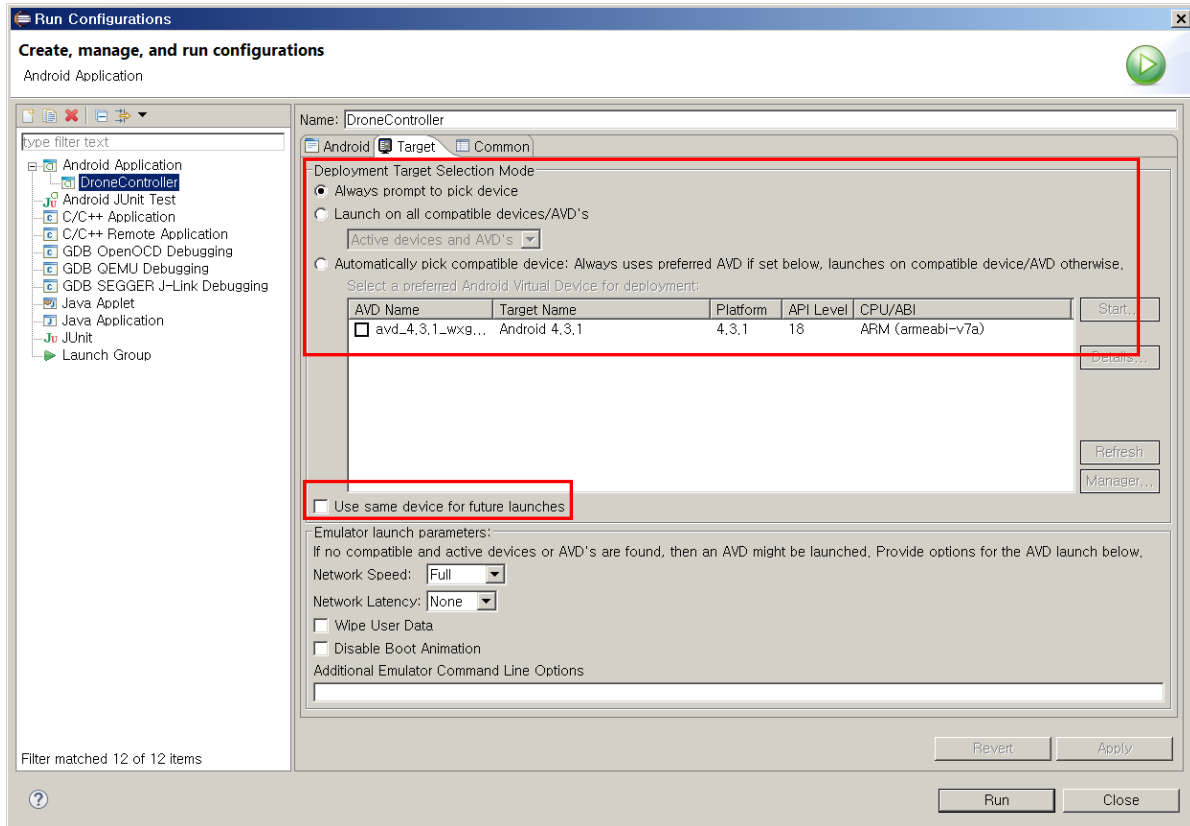 Run Configurations
Create, manage, and run configurations
Android Application
type filter text
Android Application
DroneController
Android JUnit Test
C/C++ Application
C/C++ Remote Application
GDB OpenOCD Debugging
GDB QEMU Debugging
GDB SEGGER J-Link Debugging
Java Applet
Java Application
JUnit
Launch Group
Filter matched 12 of 12 items
Name: DroneController
Android Target Common
Deployment Target Selection Mode
Always prompt to pick device
Launch on all compatible devices/AVD's
Active devices and AVD's
Automatically pick compatible device: Always uses preferred AVD if set below, launches on compatible device/AVD otherwise.
Select a preferred Android Virtual Device for deployment:
AVD Name Target Name Platform API Level CPU/ABI
avd_4.3.1_wxg... Android 4.3.1 4.3.1 18 ARM (armeabi-v7a)
Start...
Details...
Refresh
Manager...
Use same device for future launches
Emulator launch parameters:
If no compatible and active devices or AVD's are found, then an AVD might be launched. Provide options for the AVD launch below.
Network Speed: Full
Network Latency: None
Wipe User Data
Disable Boot Animation
Additional Emulator Command Line Options
Revert Apply
Run Close